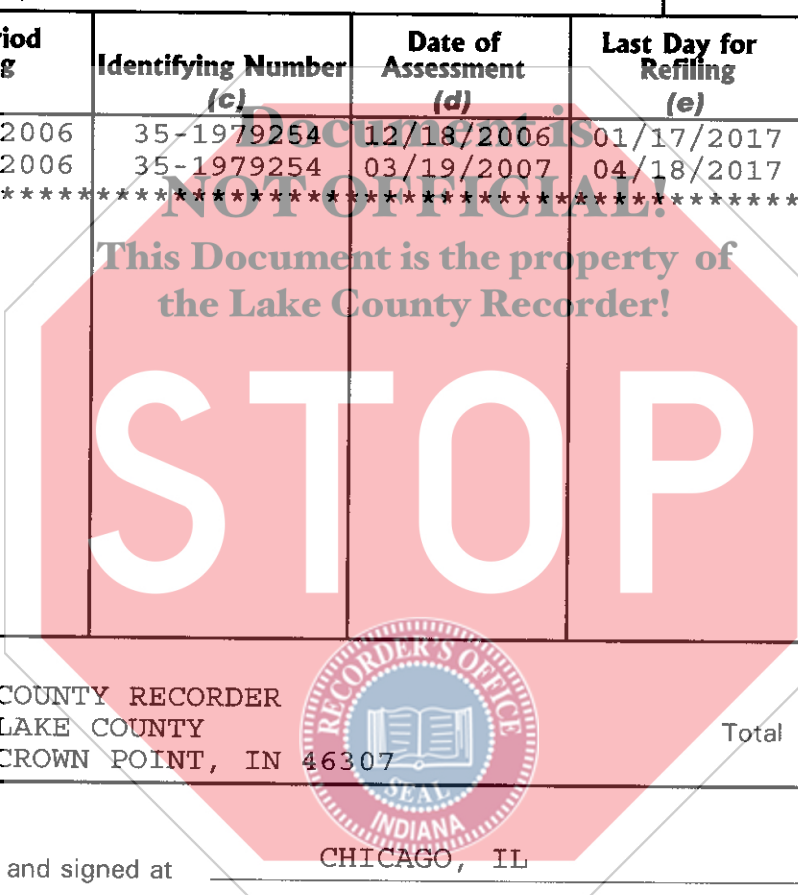 riod
g
Identifying Number
(c)
Date of
Assessment
(d)
Last Day for
Refiling
(e)
Document is
2006 35-1979254 12/18/2006 01/17/2017
2006 35-1979254 03/19/2007 04/18/2017
****************************************
NOT OFFICIAL!
This Document is the property of
the Lake County Recorder!
STOP
COUNTY RECORDER
LAKE COUNTY
CROWN POINT, IN 46307
Total
RECORDER'S OFFICE
SEAL
INDIANA
and signed at CHICAGO, IL